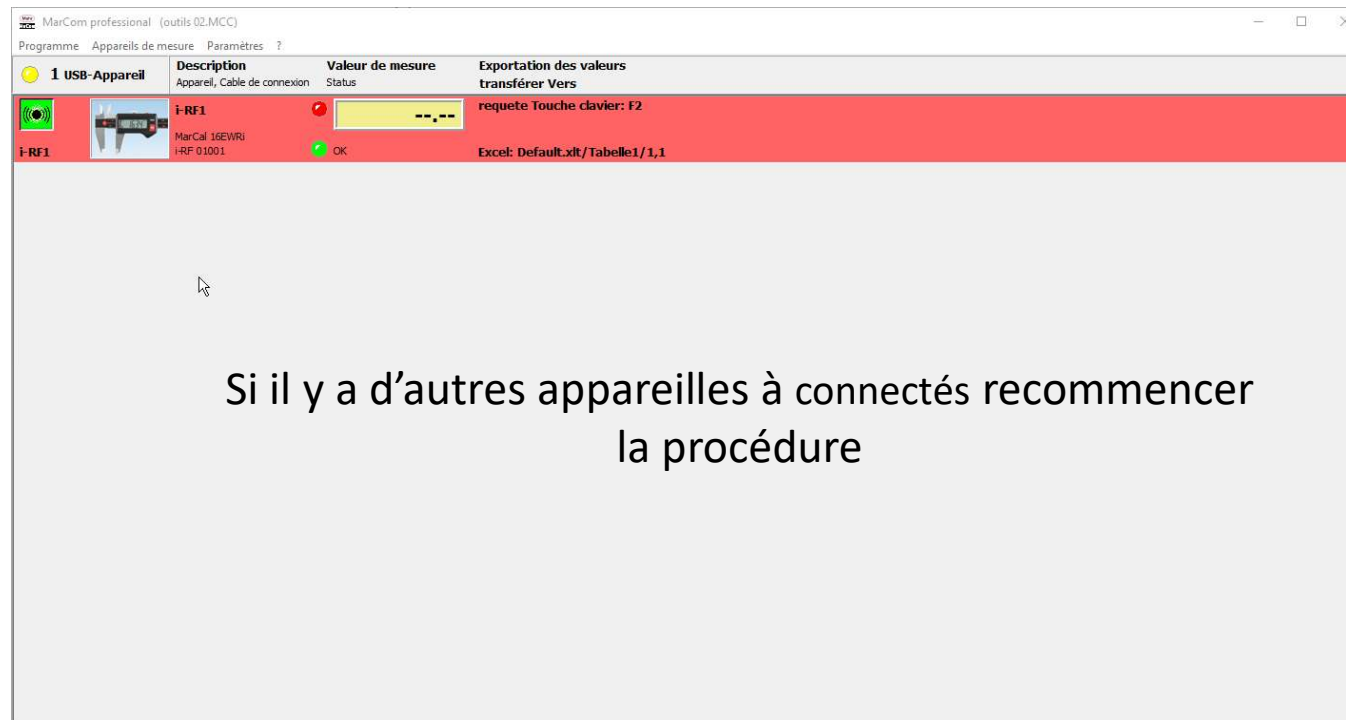 MarCom professional (outils 02.MCC)
Programme Appareils de mesure Paramètres ?
1 USB-Appareil
Description
Appareil, Cable de connexion
Valeur de mesure
Status
Exportation des valeurs
transférer Vers
i-RF1
i-RF1
MarCal 16EWRi
i-RF 01001
--.--
OK
requete Touche clavier: F2
Excel: Default.xlt/Tabelle1/1,1
Si il y a d’autres appareilles à connectés recommencer
la procédure